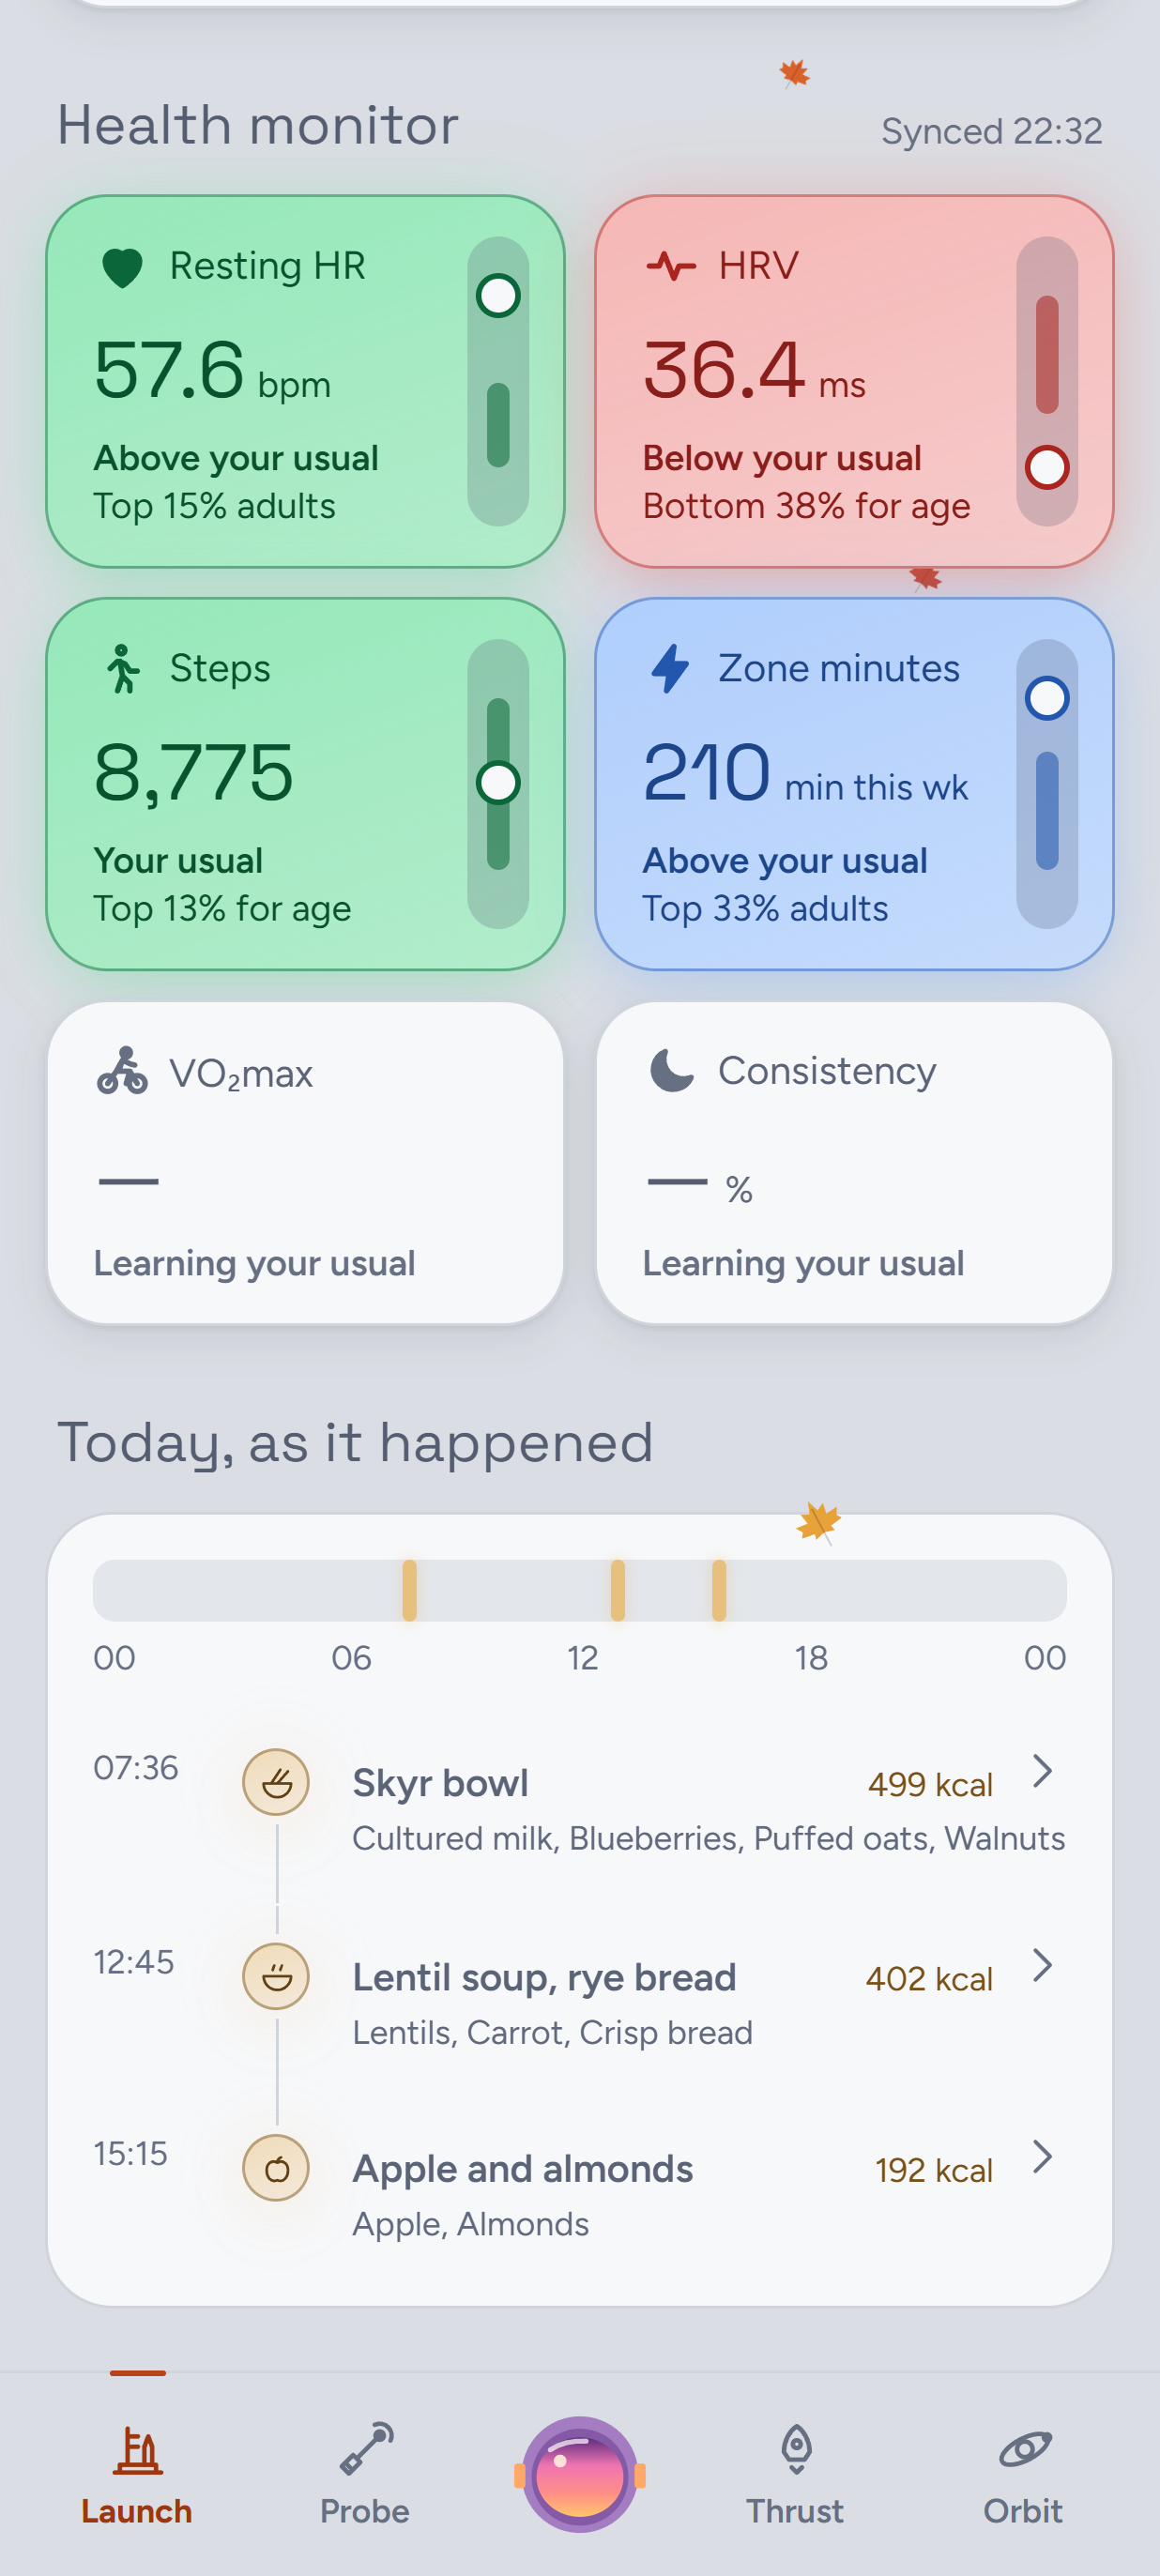 Health monitor
Synced 22:32
Resting HR
57.6 bpm
Above your usual
Top 15% adults
HRV
36.4 ms
Below your usual
Bottom 38% for age
Steps
8,775
Your usual
Top 13% for age
Zone minutes
210 min this wk
Above your usual
Top 33% adults
VO₂max
—
Learning your usual
Consistency
— %
Learning your usual
Today, as it happened
00 06 12 18 00
07:36
Skyr bowl
499 kcal
Cultured milk, Blueberries, Puffed oats, Walnuts
12:45
Lentil soup, rye bread
402 kcal
Lentils, Carrot, Crisp bread
15:15
Apple and almonds
192 kcal
Apple, Almonds
Launch
Probe
Thrust
Orbit